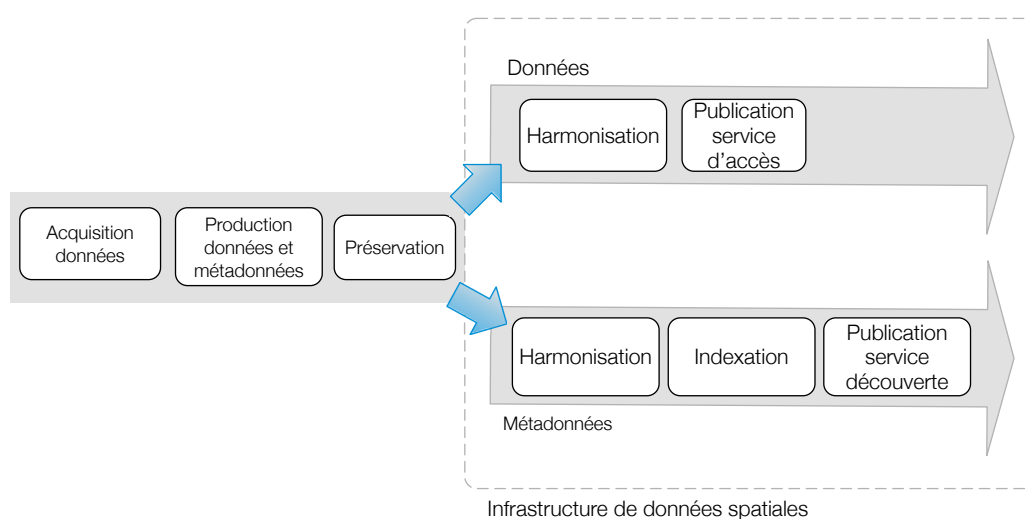 Données
Harmonisation
Publication
service
d'accès
Acquisition
données
Production
données et
métadonnées
Préservation
Harmonisation
Indexation
Publication
service
découverte
Métadonnées
Infrastructure de données spatiales